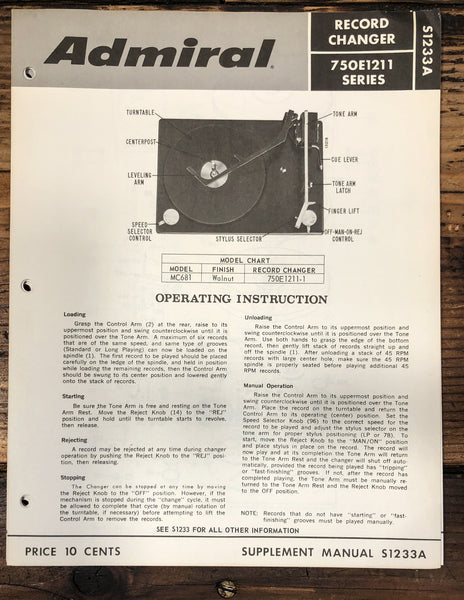 Admiral®
RECORD
CHANGER
750E1211
SERIES
S1233A
TURNTABLE
TONE ARM
CENTERPOST
CUE LEVER
LEVELING
ARM
TONE ARM
LATCH
FINGER LIFT
SPEED
SELECTOR
CONTROL
STYLUS SELECTOR
OFF-MAN-REJ
CONTROL
MODEL CHART
MODEL FINISH RECORD CHANGER
MC681 Walnut 750E1211-1
OPERATING INSTRUCTION
Loading
Grasp the Control Arm (2) at the rear, raise to its
uppermost position and swing counterclockwise until it is
positioned over the Tone Arm. A maximum of six records
that are of the same speed, and same type of grooves
(Standard or Long Playing) can now be stacked on the
spindle (1). The first record to be played should be placed
carefully on the ledge of the spindle, and held in position
while loading the remaining records, then the Control Arm
should be swung to its center position and lowered gently
onto the stack of records.
Starting
Be sure the Tone Arm is free and resting on the Tone
Arm Rest. Move the Reject Knob (14) to the "REJ"
position and hold until the turntable starts to revolve,
then release.
Rejecting
A record may be rejected at any time during changer
operation by pushing the Reject Knob to the "REJ" posi-
tion, then releasing.
Stopping
The Changer can be stopped at any time by moving
the Reject Knob to the "OFF" position. However, if the
mechanism is stopped during the "change" cycle, it must
be allowed to complete that cycle (by manual rotation of
the turntable, if necessary) before attempting to lift the
Control Arm to remove the records.
Unloading
Raise the Control Arm to its uppermost position and
swing counterclockwise until it is positioned over the Tone
Arm. Use both hands to grasp the edge of the bottom
record, then gently lift stack of records straight up and
off the spindle (1). After unloading a stack of 45 RPM
records with large center hole, make sure the 45 RPM
spindle is properly seated before playing additional 45
RPM records.
Manual Operation
Raise the Control Arm to its uppermost position and
swing counterclockwise until it is positioned over the Tone
Arm. Place the record on the turntable and return the
Control Arm to its operating (center) position. Set the
Speed Selector Knob (96) to the correct speed for the
record to be played and adjust the stylus selector on the
tone arm for proper stylus positioning (LP or 78). To
start, move the Reject Knob to the "MAN/ON" position
and place stylus in place on the record. The record will
now play and at its completion the Tone Arm will return
to the Tone Arm Rest and the changer will shut off auto-
matically, provided the record being played has "tripping"
or "fast-finishing" grooves. If not, after the record has
completed playing, the Tone Arm must be manually re-
turned to the Tone Arm Rest and the Reject Knob moved
to the OFF position.
NOTE: Records that do not have "starting" or "fast-
finishing" grooves must be played manually.
SEE S1233 FOR ALL OTHER INFORMATION
PRICE 10 CENTS
SUPPLEMENT MANUAL S1233A